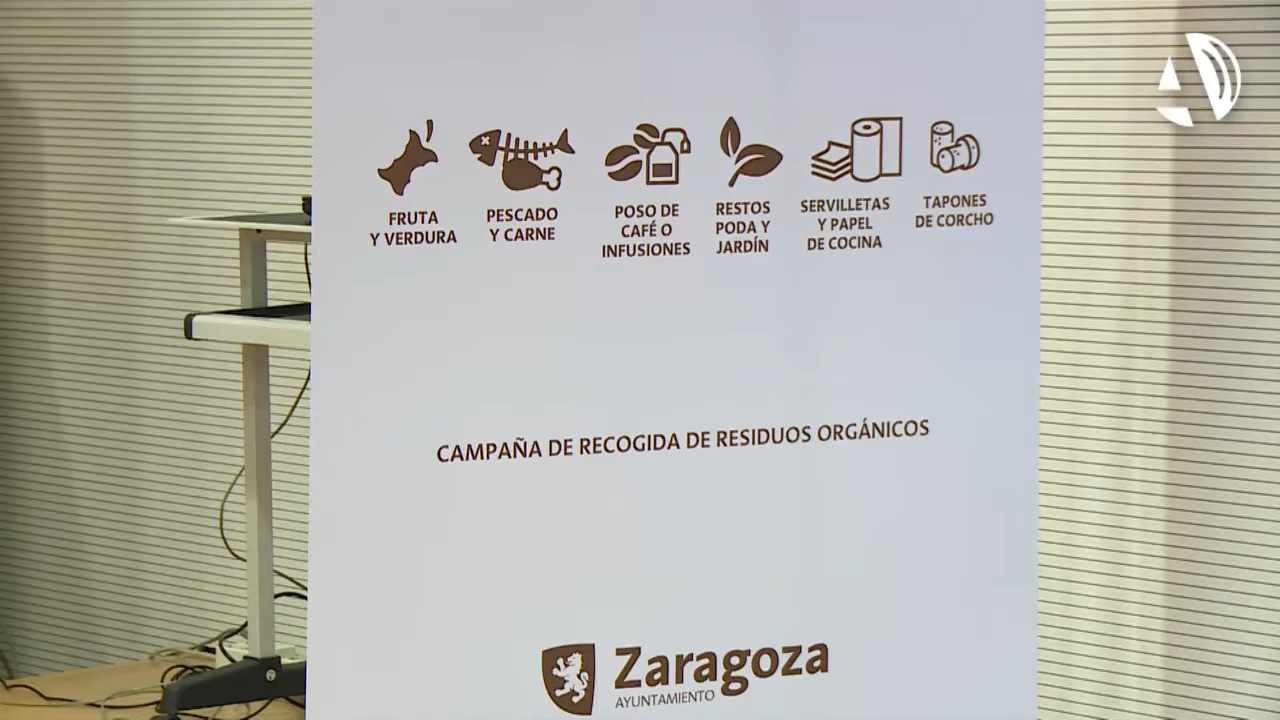 FRUTA
Y VERDURA
PESCADO
Y CARNE
POSO DE
CAFÉ O
INFUSIONES
RESTOS
PODA Y
JARDÍN
SERVILLETAS
Y PAPEL
DE COCINA
TAPONES
DE CORCHO
CAMPAÑA DE RECOGIDA DE RESIDUOS ORGÁNICOS
Zaragoza
AYUNTAMIENTO